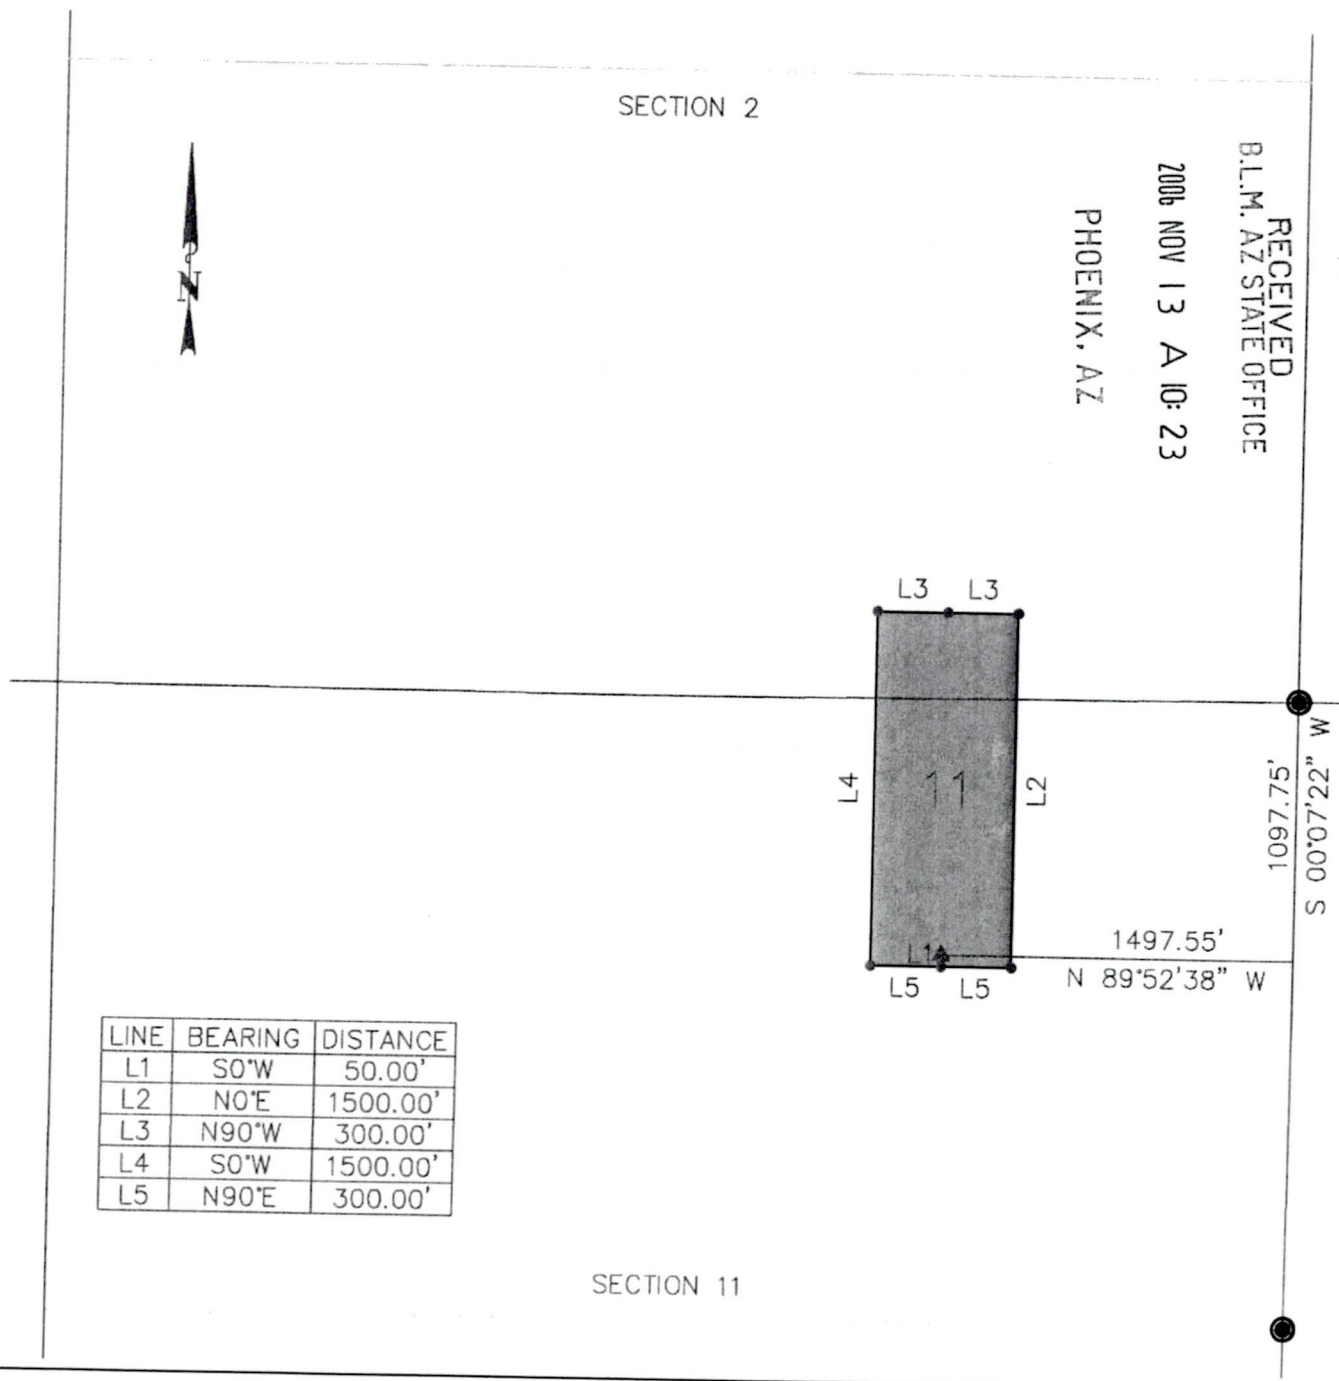 SECTION 2
RECEIVED
B.L.M. AZ STATE OFFICE
2006 NOV 13 A 10: 23
PHOENIX, AZ
N
L3 L3
L4
11
L2
S 00°07'22" W
1097.75'
L1
1497.55'
N 89°52'38" W
L5 L5
LINE BEARING DISTANCE
L1 S0°W 50.00'
L2 N0°E 1500.00'
L3 N90°W 300.00'
L4 S0°W 1500.00'
L5 N90°E 300.00'
SECTION 11